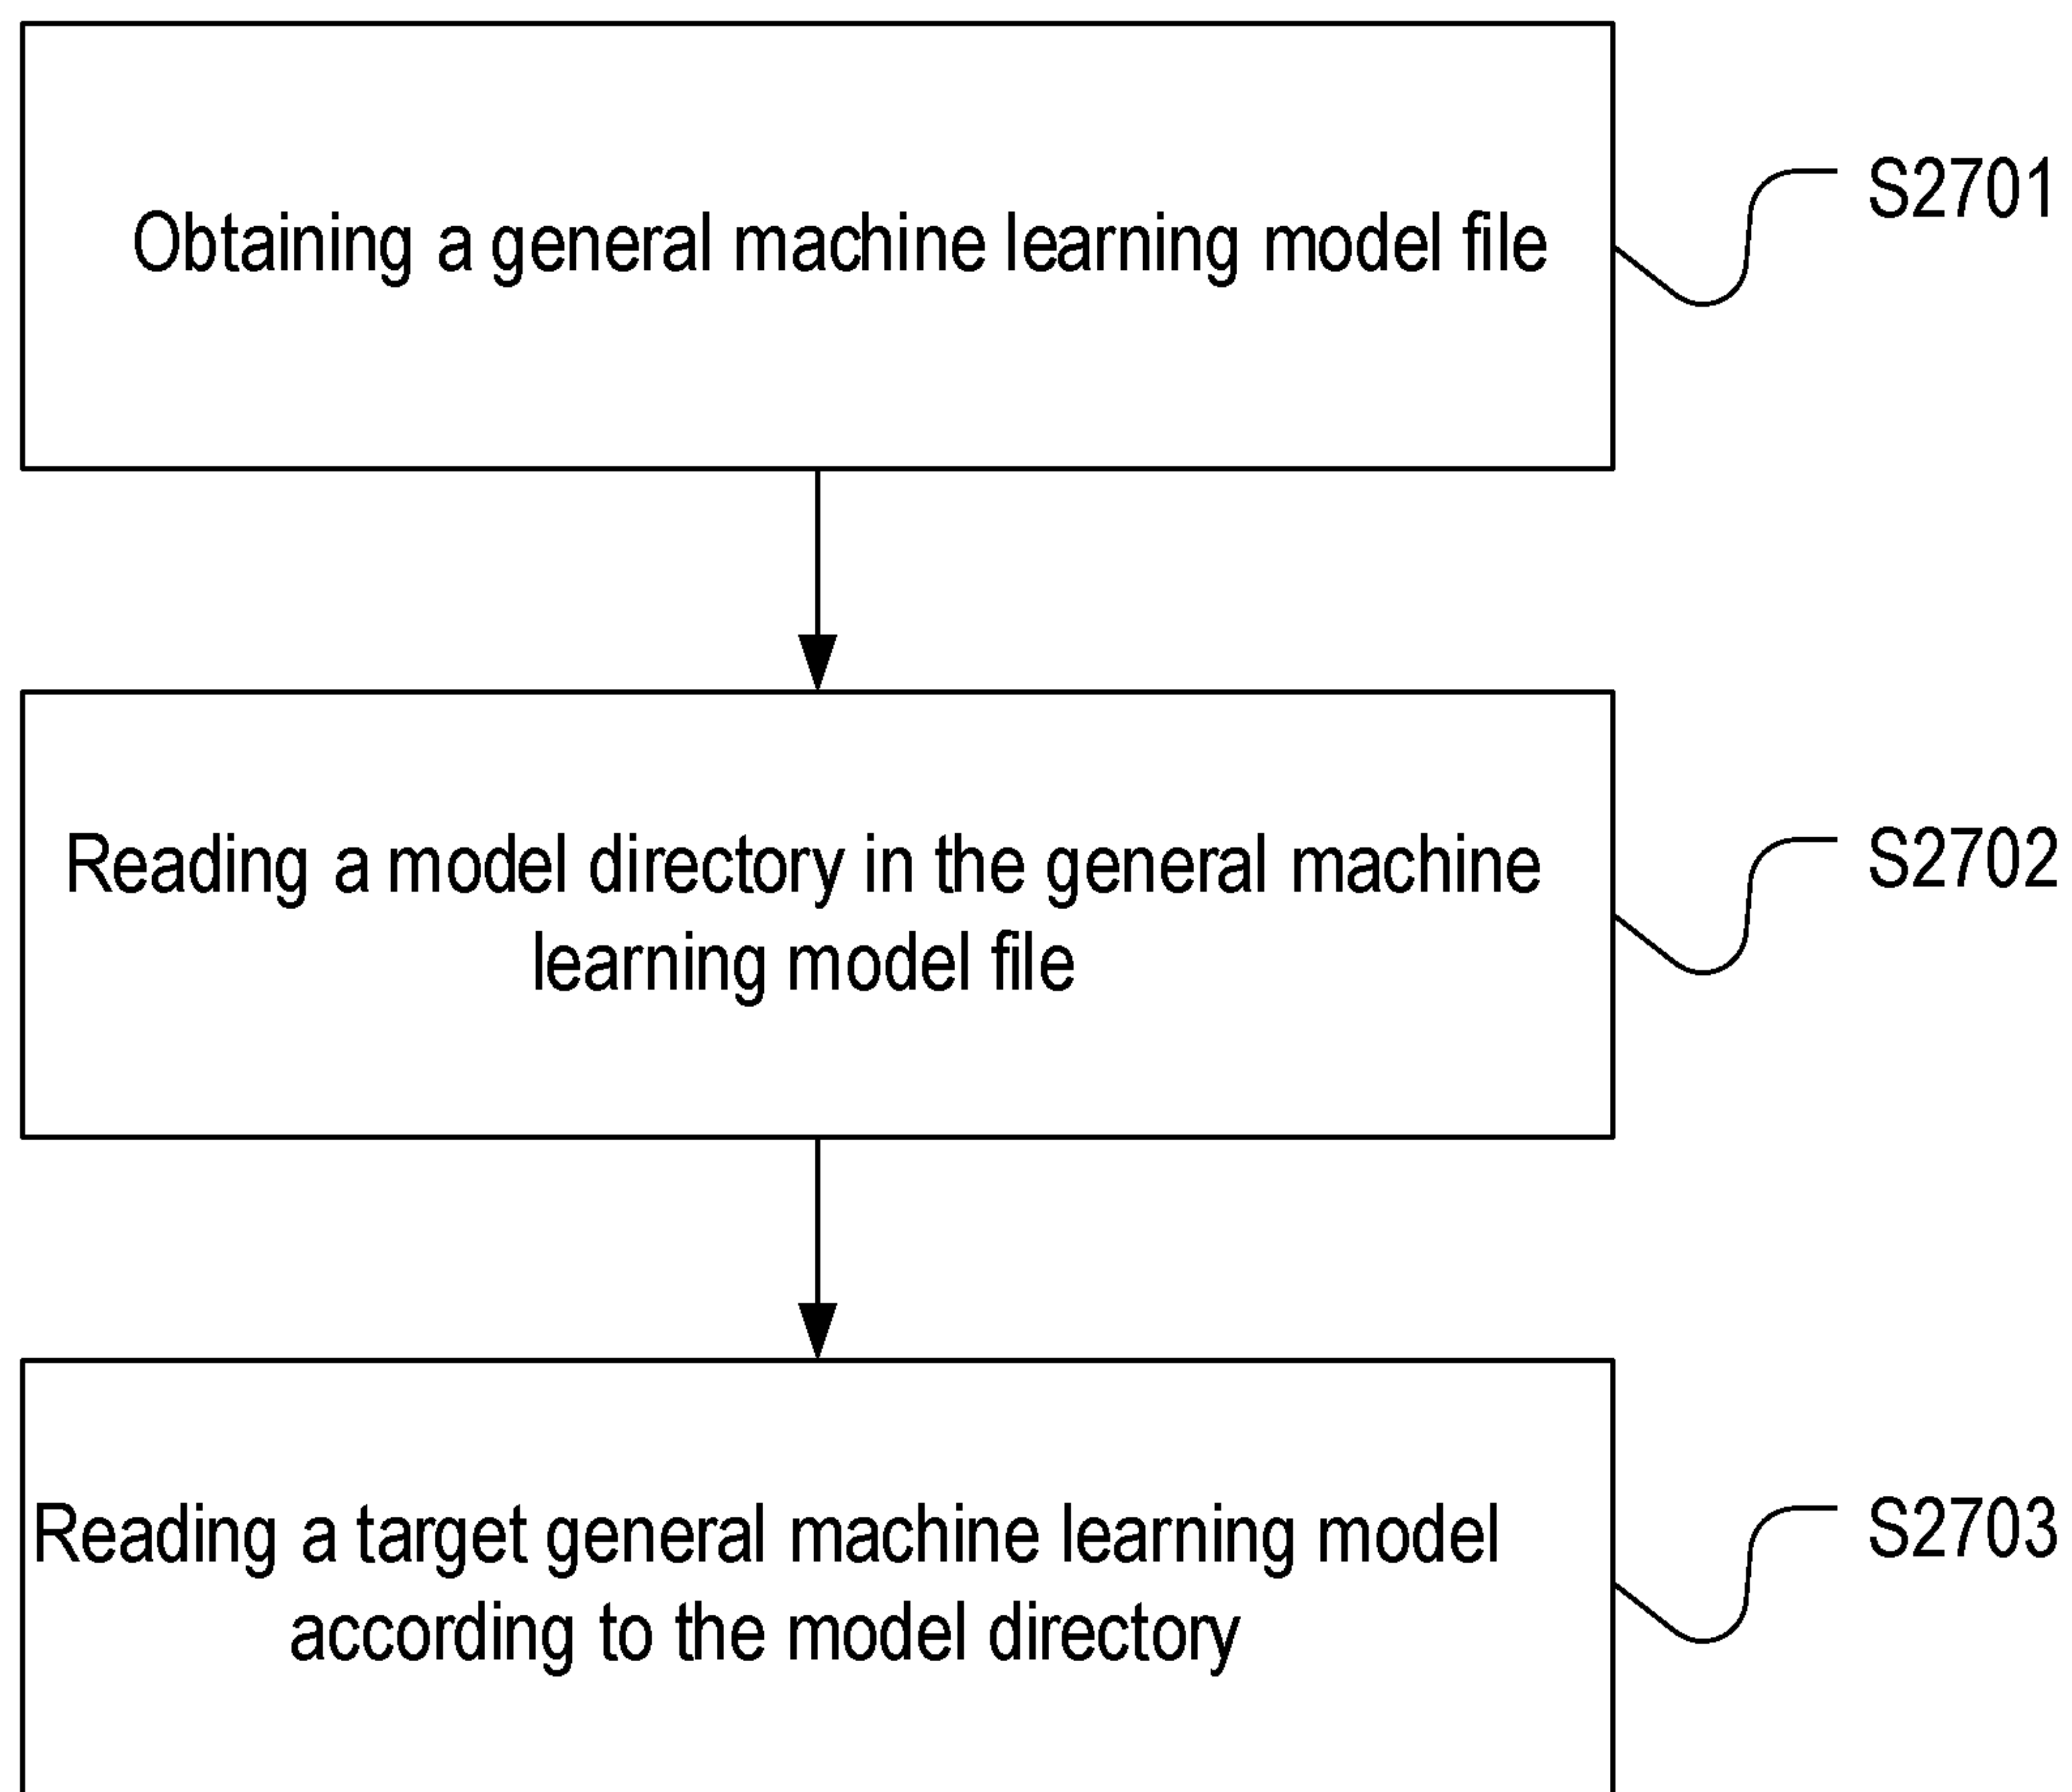 Obtaining a general machine learning model file
S2701
Reading a model directory in the general machine
learning model file
S2702
Reading a target general machine learning model
according to the model directory
S2703